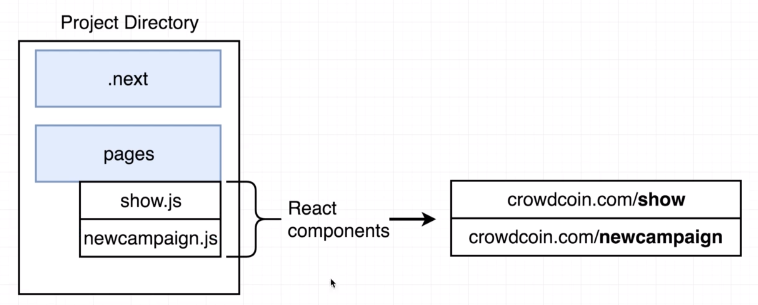 Project Directory
.next
pages
show.js
newcampaign.js
React
components
crowdcoin.com/show
crowdcoin.com/newcampaign